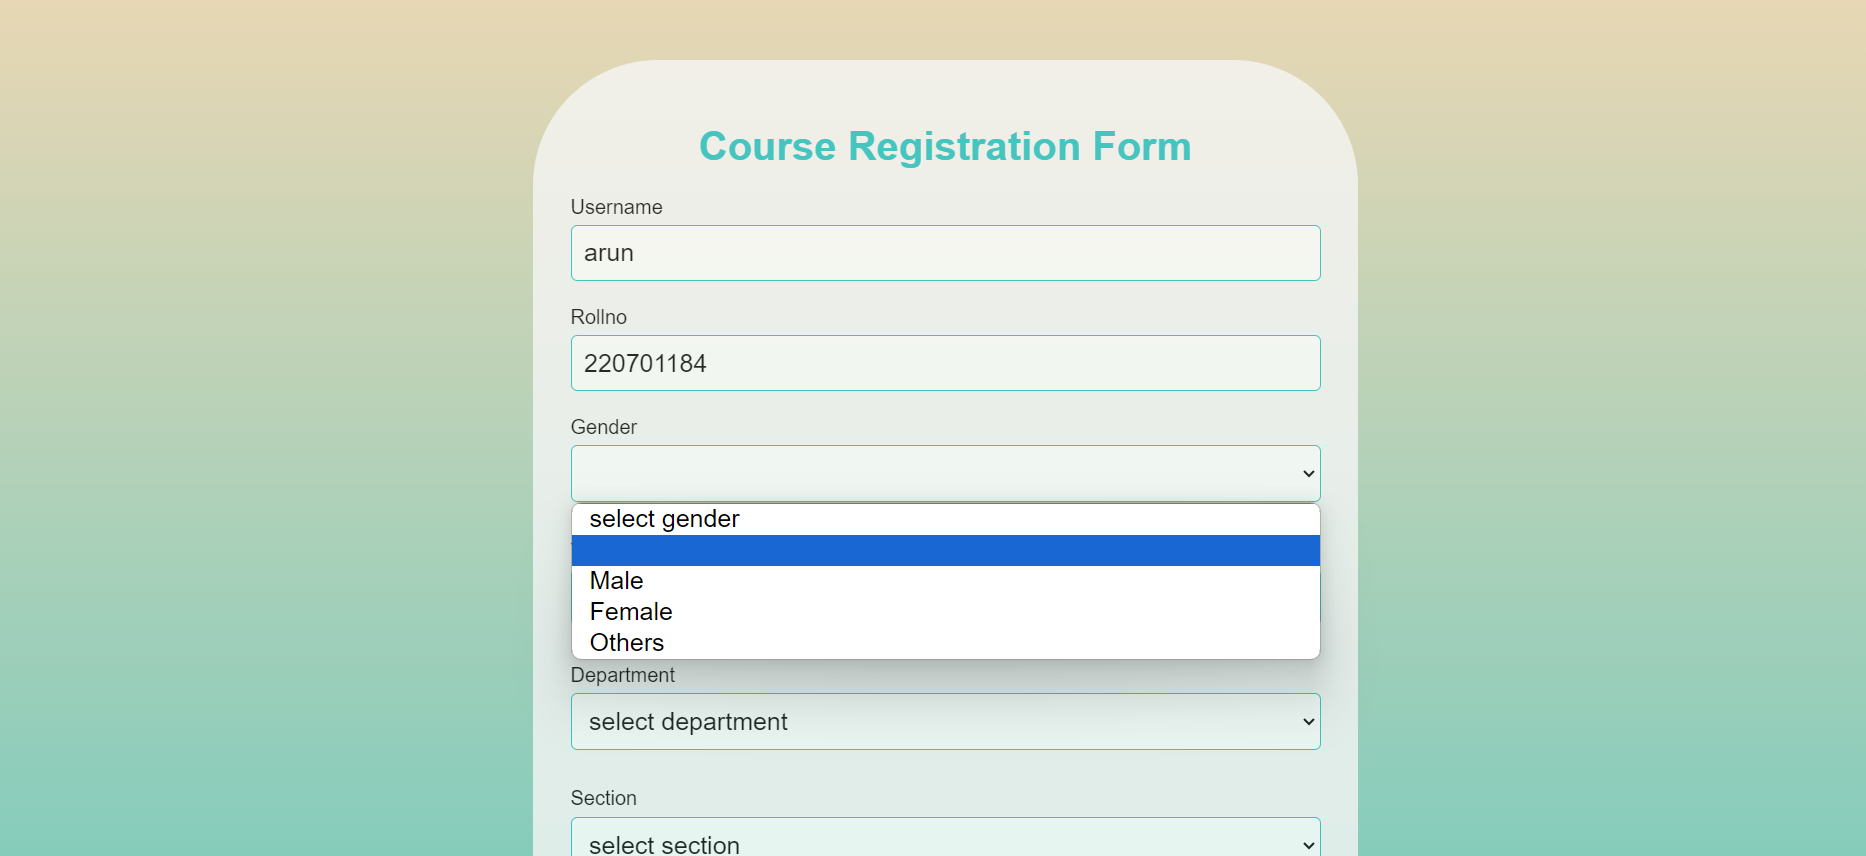 Course Registration Form
Username
arun
Rollno
220701184
Gender
select gender
Male
Female
Others
Department
select department
Section
select section